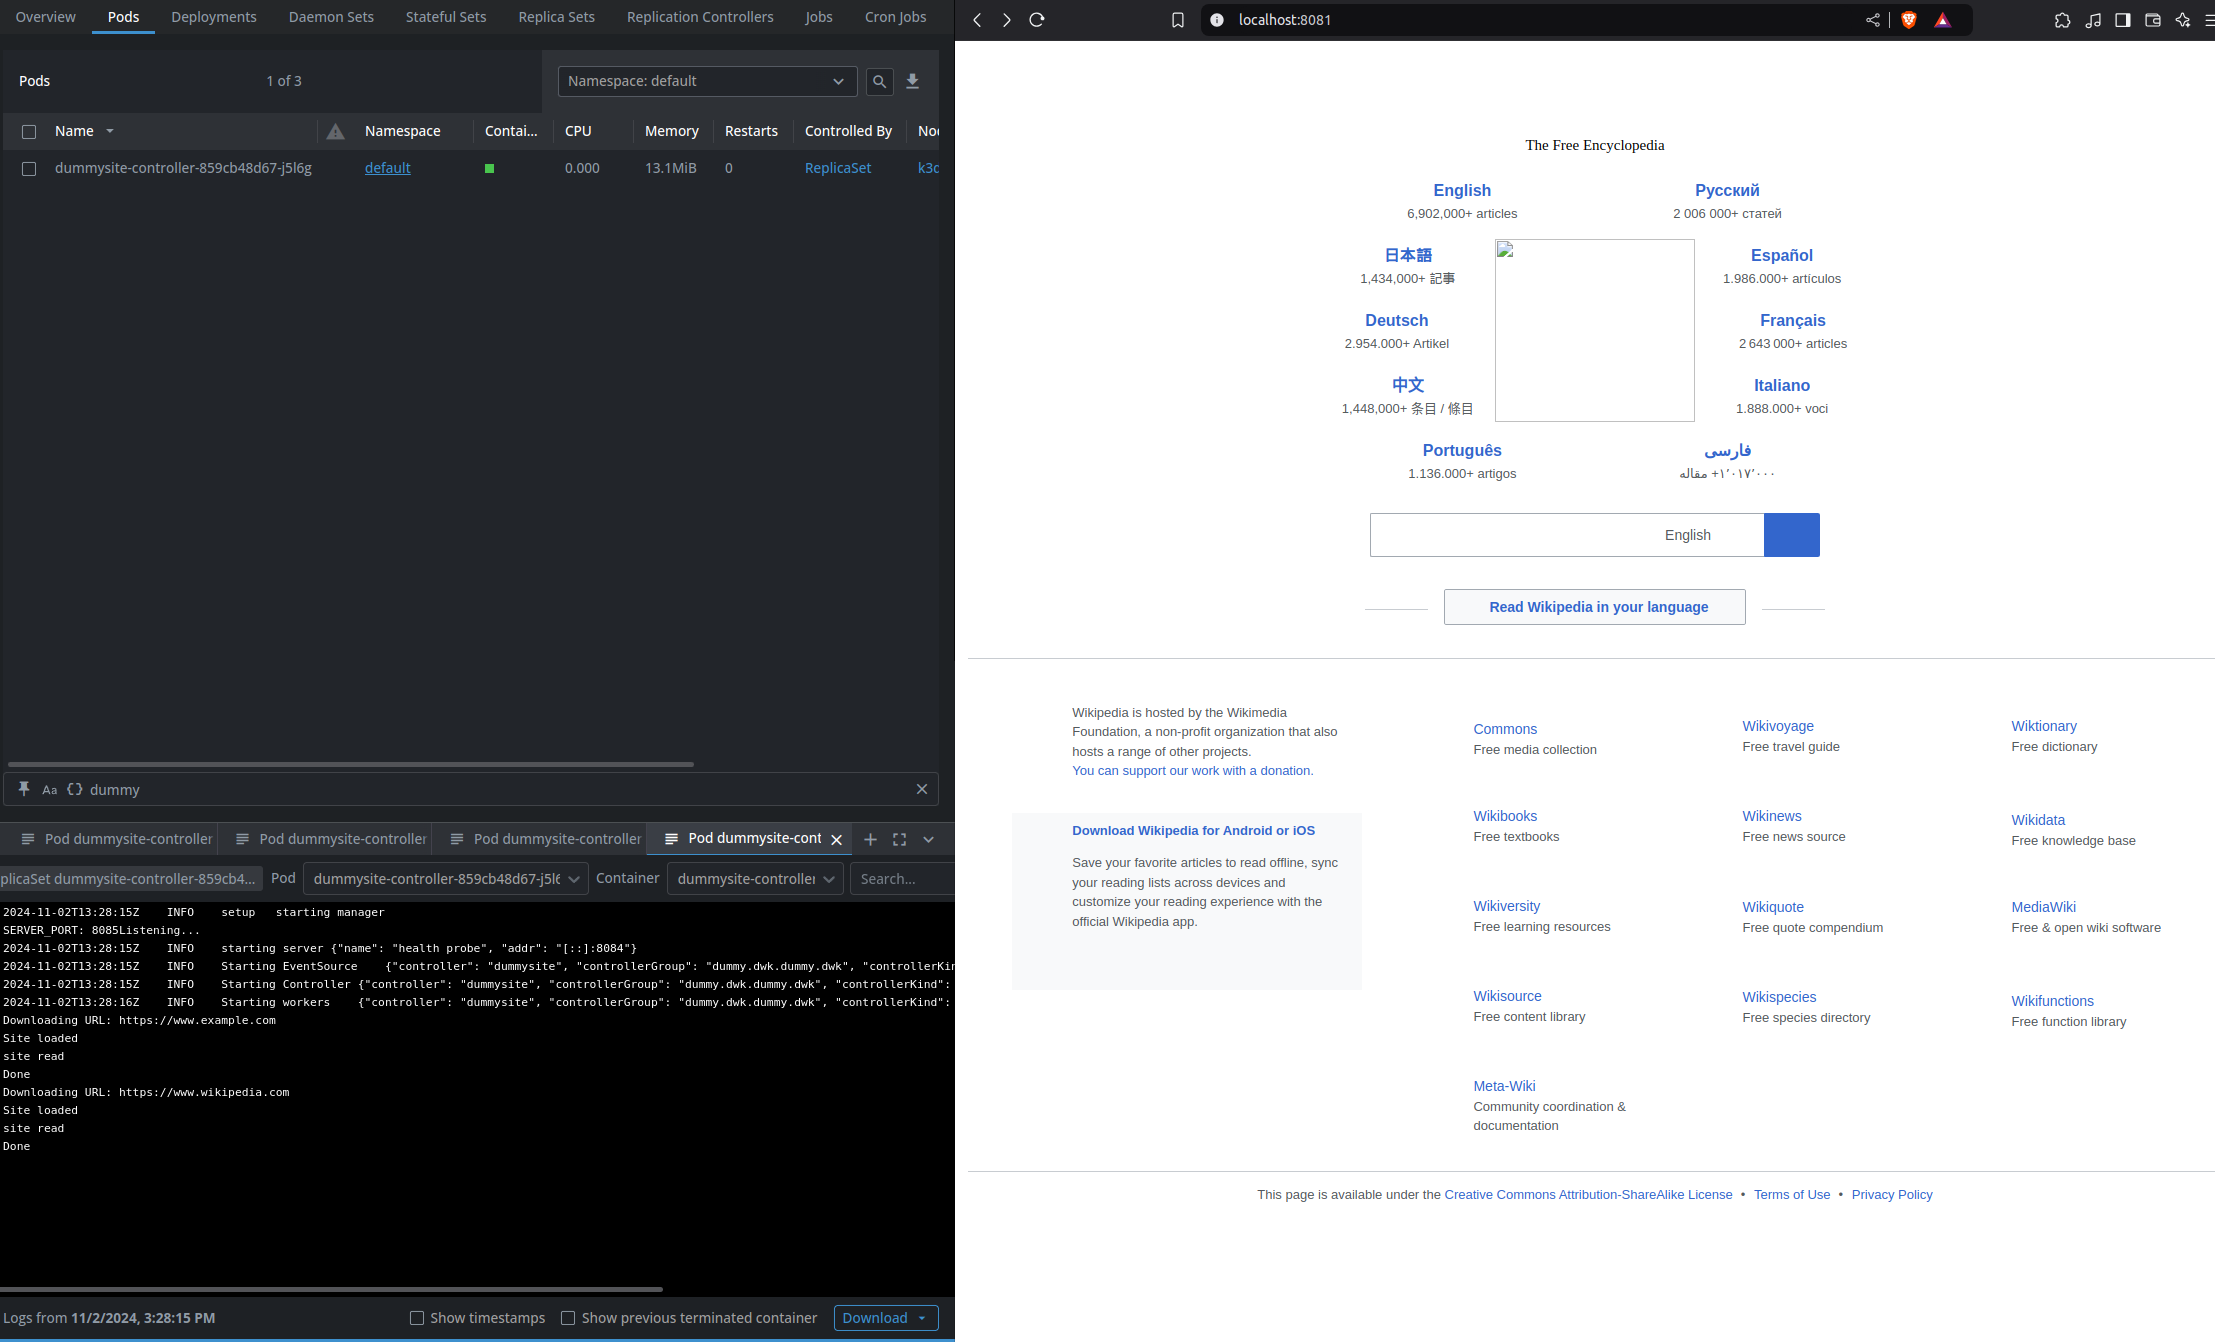 Overview Pods Deployments Daemon Sets Stateful Sets Replica Sets Replication Controllers Jobs Cron Jobs
Pods 1 of 3 Namespace: default
Name Namespace Contai... CPU Memory Restarts Controlled By Noc
dummysite-controller-859cb48d67-j5l6g default 0.000 13.1MiB 0 ReplicaSet k3c
Aa {} dummy
Pod dummysite-controller Pod dummysite-controller Pod dummysite-controller Pod dummysite-cont
plicaSet dummysite-controller-859cb4... Pod dummysite-controller-859cb48d67-j5l6 Container dummysite-controller Search...
2024-11-02T13:28:15Z INFO setup starting manager
SERVER_PORT: 8085Listening...
2024-11-02T13:28:15Z INFO starting server {"name": "health probe", "addr": "[::]:8084"}
2024-11-02T13:28:15Z INFO Starting EventSource {"controller": "dummysite", "controllerGroup": "dummy.dwk.dummy.dwk", "controllerKin
2024-11-02T13:28:15Z INFO Starting Controller {"controller": "dummysite", "controllerGroup": "dummy.dwk.dummy.dwk", "controllerKind":
2024-11-02T13:28:16Z INFO Starting workers {"controller": "dummysite", "controllerGroup": "dummy.dwk.dummy.dwk", "controllerKind":
Downloading URL: https://www.example.com
Site loaded
site read
Done
Downloading URL: https://www.wikipedia.com
Site loaded
site read
Done
Logs from 11/2/2024, 3:28:15 PM Show timestamps Show previous terminated container Download
localhost:8081
The Free Encyclopedia
English Русский
6,902,000+ articles 2 006 000+ статей
日本語 Español
1,434,000+ 記事 1.986.000+ artículos
Deutsch Français
2.954.000+ Artikel 2 643 000+ articles
中文 Italiano
1,448,000+ 条目 / 條目 1.888.000+ voci
Português فارسی
1.136.000+ artigos ۱٬۰۱۷٬۰۰۰+ مقاله
English
Read Wikipedia in your language
Wikipedia is hosted by the Wikimedia
Foundation, a non-profit organization that also
hosts a range of other projects.
You can support our work with a donation.
Download Wikipedia for Android or iOS
Save your favorite articles to read offline, sync
your reading lists across devices and
customize your reading experience with the
official Wikipedia app.
Commons Wikivoyage Wiktionary
Free media collection Free travel guide Free dictionary
Wikibooks Wikinews Wikidata
Free textbooks Free news source Free knowledge base
Wikiversity Wikiquote MediaWiki
Free learning resources Free quote compendium Free & open wiki software
Wikisource Wikispecies Wikifunctions
Free content library Free species directory Free function library
Meta-Wiki
Community coordination &
documentation
This page is available under the Creative Commons Attribution-ShareAlike License • Terms of Use • Privacy Policy